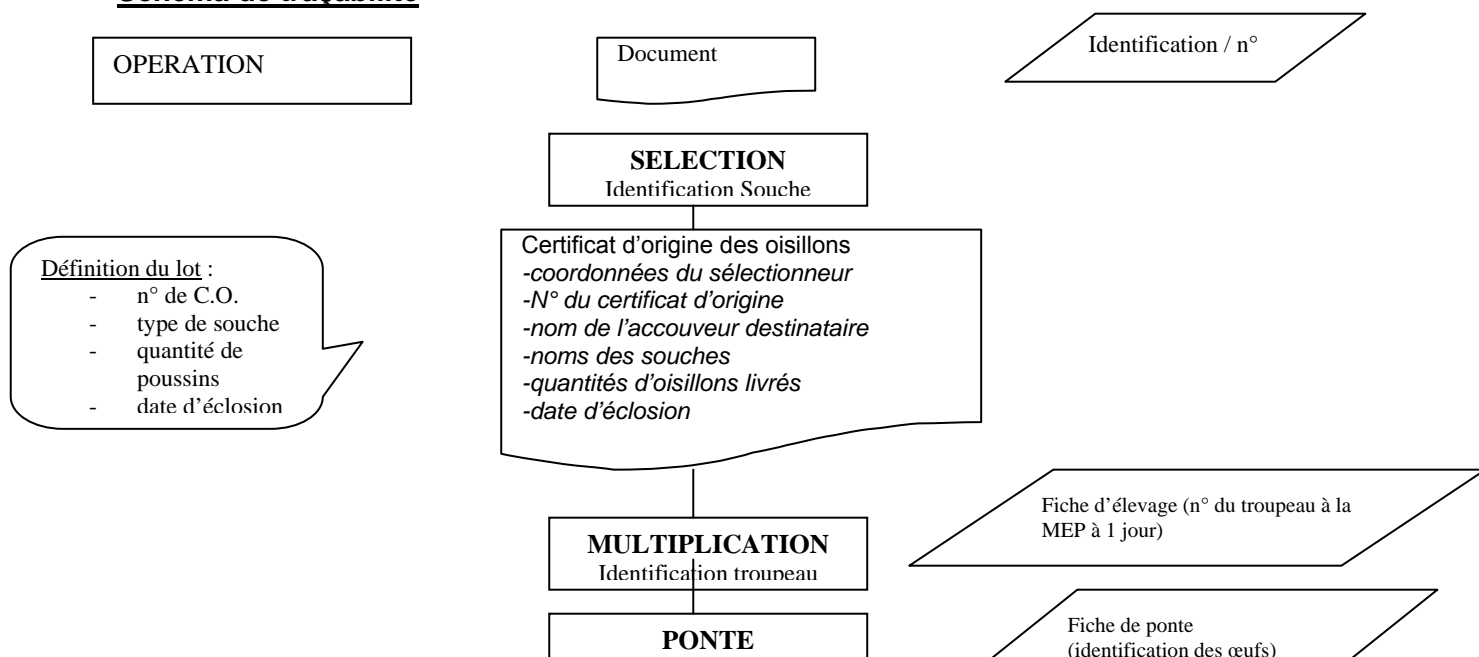 Schéma de traçabilité
OPERATION
Document
Identification / n°
SELECTION
Identification Souche
Définition du lot :
- n° de C.O.
- type de souche
- quantité de
poussins
- date d’éclosion
Certificat d’origine des oisillons
-coordonnées du sélectionneur
-N° du certificat d’origine
-nom de l’accouveur destinataire
-noms des souches
-quantités d’oisillons livrés
-date d’éclosion
Fiche d’élevage (n° du troupeau à la
MEP à 1 jour)
MULTIPLICATION
Identification troupeau
PONTE
Fiche de ponte
(identification des œufs)